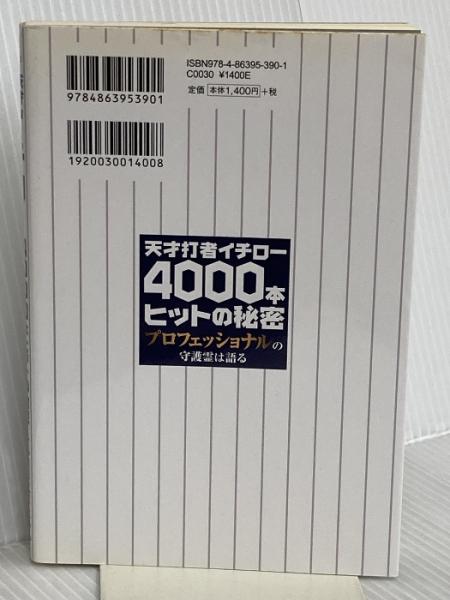 ISBN978-4-86395-390-1
C0030 ¥1400E
定価 本体1,400円+税
9784863953901
1920030014008
天才打者イチロー
4000本
ヒットの秘密
プロフェッショナルの
守護霊は語る